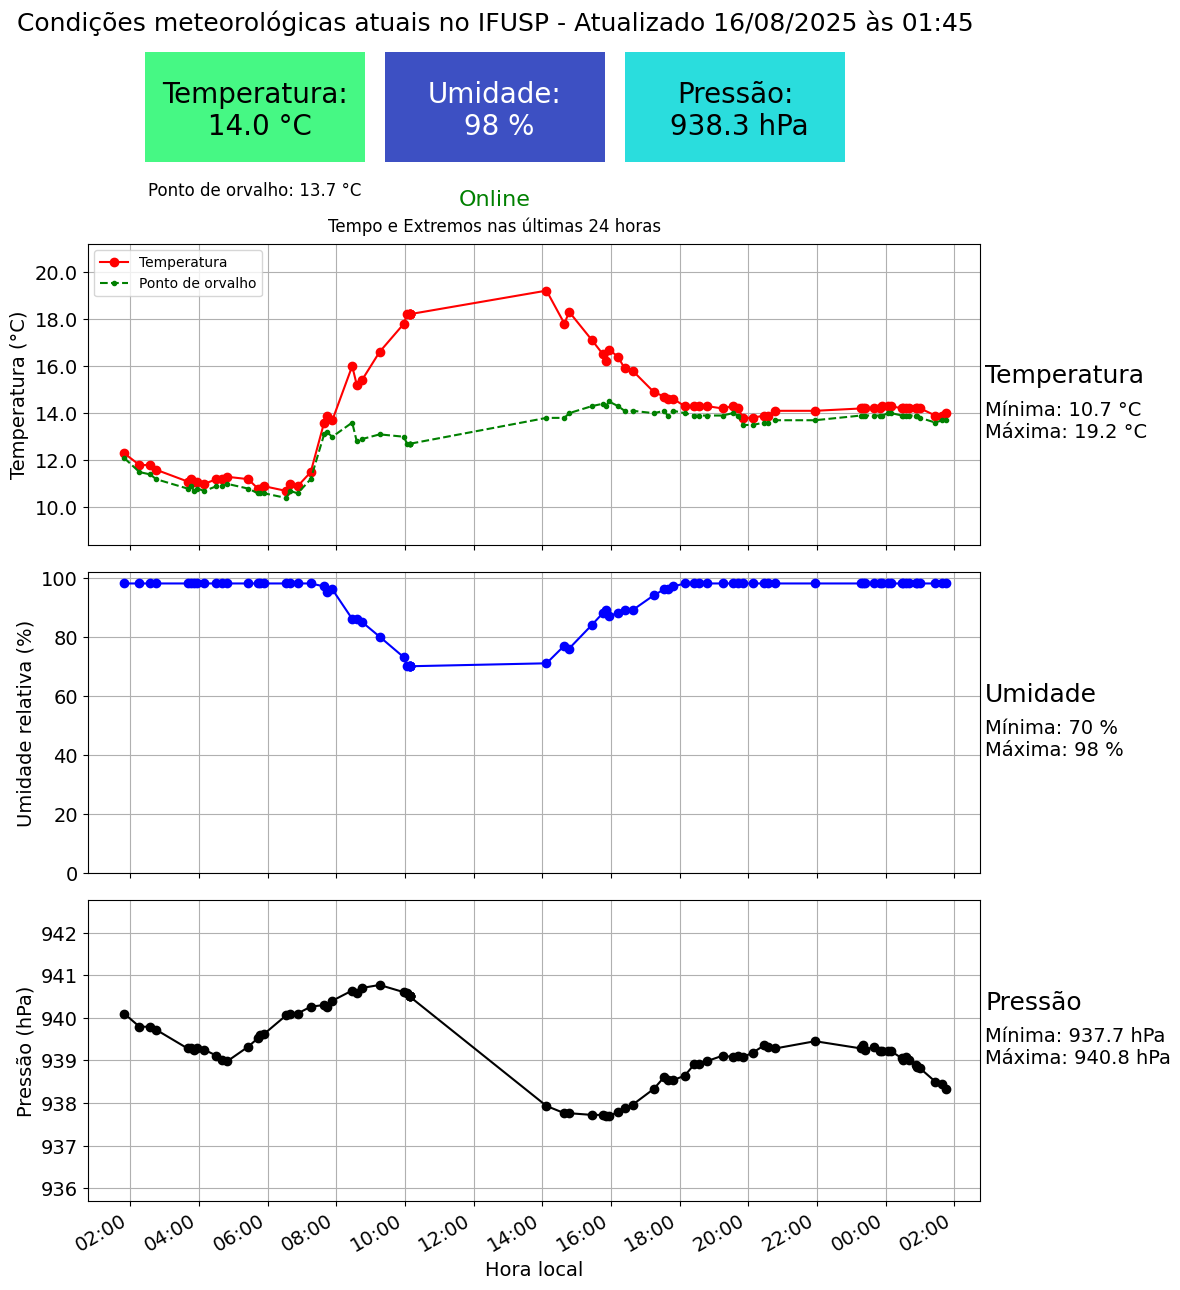 Condições meteorológicas atuais no IFUSP - Atualizado 16/08/2025 às 01:45
Temperatura:
14.0 °C
Umidade:
98 %
Pressão:
938.3 hPa
Ponto de orvalho: 13.7 °C
Online
Tempo e Extremos nas últimas 24 horas
Temperatura
Ponto de orvalho
Temperatura (°C)
20.0
18.0
16.0
14.0
12.0
10.0
Temperatura
Mínima: 10.7 °C
Máxima: 19.2 °C
Umidade relativa (%)
100
80
60
40
20
0
Umidade
Mínima: 70 %
Máxima: 98 %
Pressão (hPa)
942
941
940
939
938
937
936
Pressão
Mínima: 937.7 hPa
Máxima: 940.8 hPa
02:00
04:00
06:00
08:00
10:00
12:00
14:00
16:00
18:00
20:00
22:00
00:00
02:00
Hora local